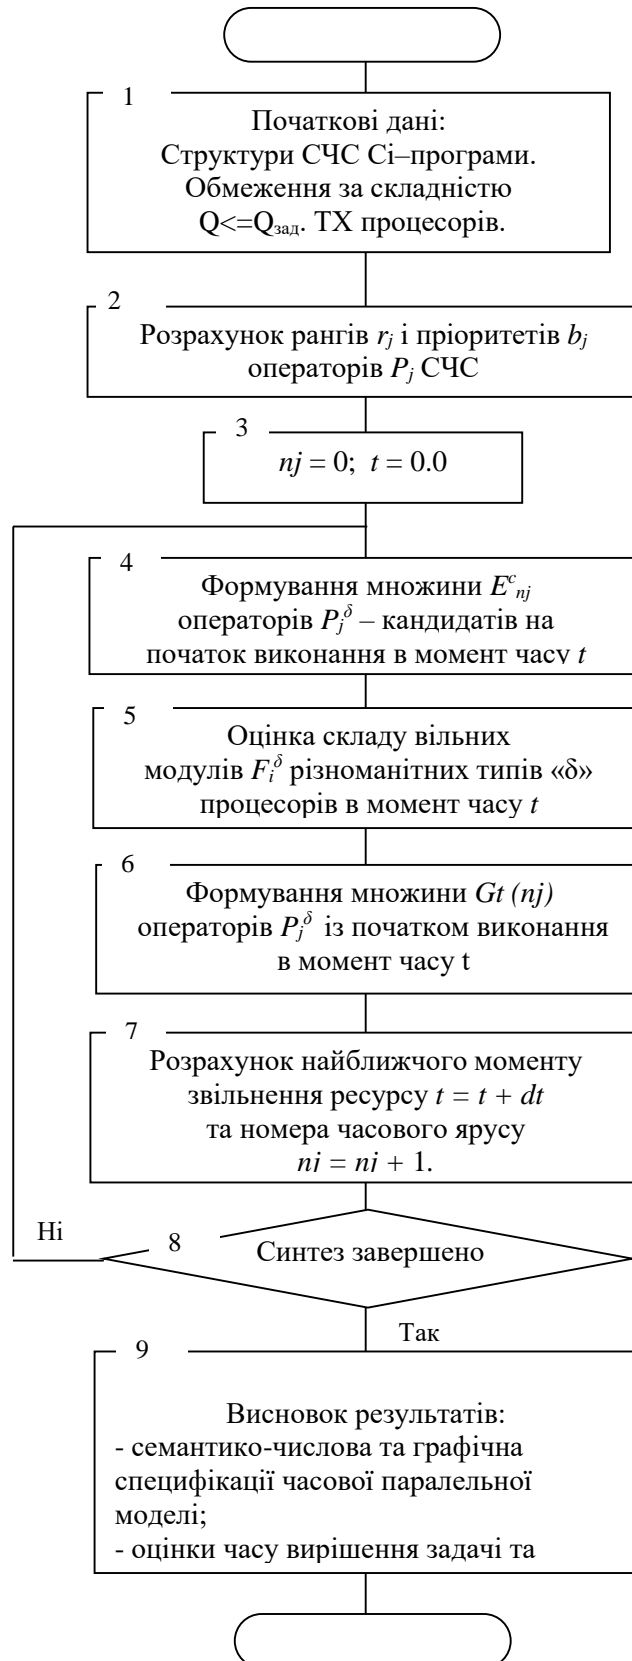 1
Початкові дані:
Структури СЧС Сі–програми.
Обмеження за складністю
Q<=Qзад. ТХ процесорів.
2
Розрахунок рангів rj і пріоритетів bj
операторів Pj СЧС
3
nj = 0; t = 0.0
4
Формування множини Eᶜnj
операторів Pjᵟ – кандидатів на
початок виконання в момент часу t
5
Оцінка складу вільних
модулів Fiᵟ різноманітних типів «δ»
процесорів в момент часу t
6
Формування множини Gt (nj)
операторів Pjᵟ із початком виконання
в момент часу t
7
Розрахунок найближчого моменту
звільнення ресурсу t = t + dt
та номера часового ярусу
nj = nj + 1.
Ні
8
Синтез завершено
Так
9
Висновок результатів:
- семантико-числова та графічна
специфікації часової паралельної
моделі;
- оцінки часу вирішення задачі та